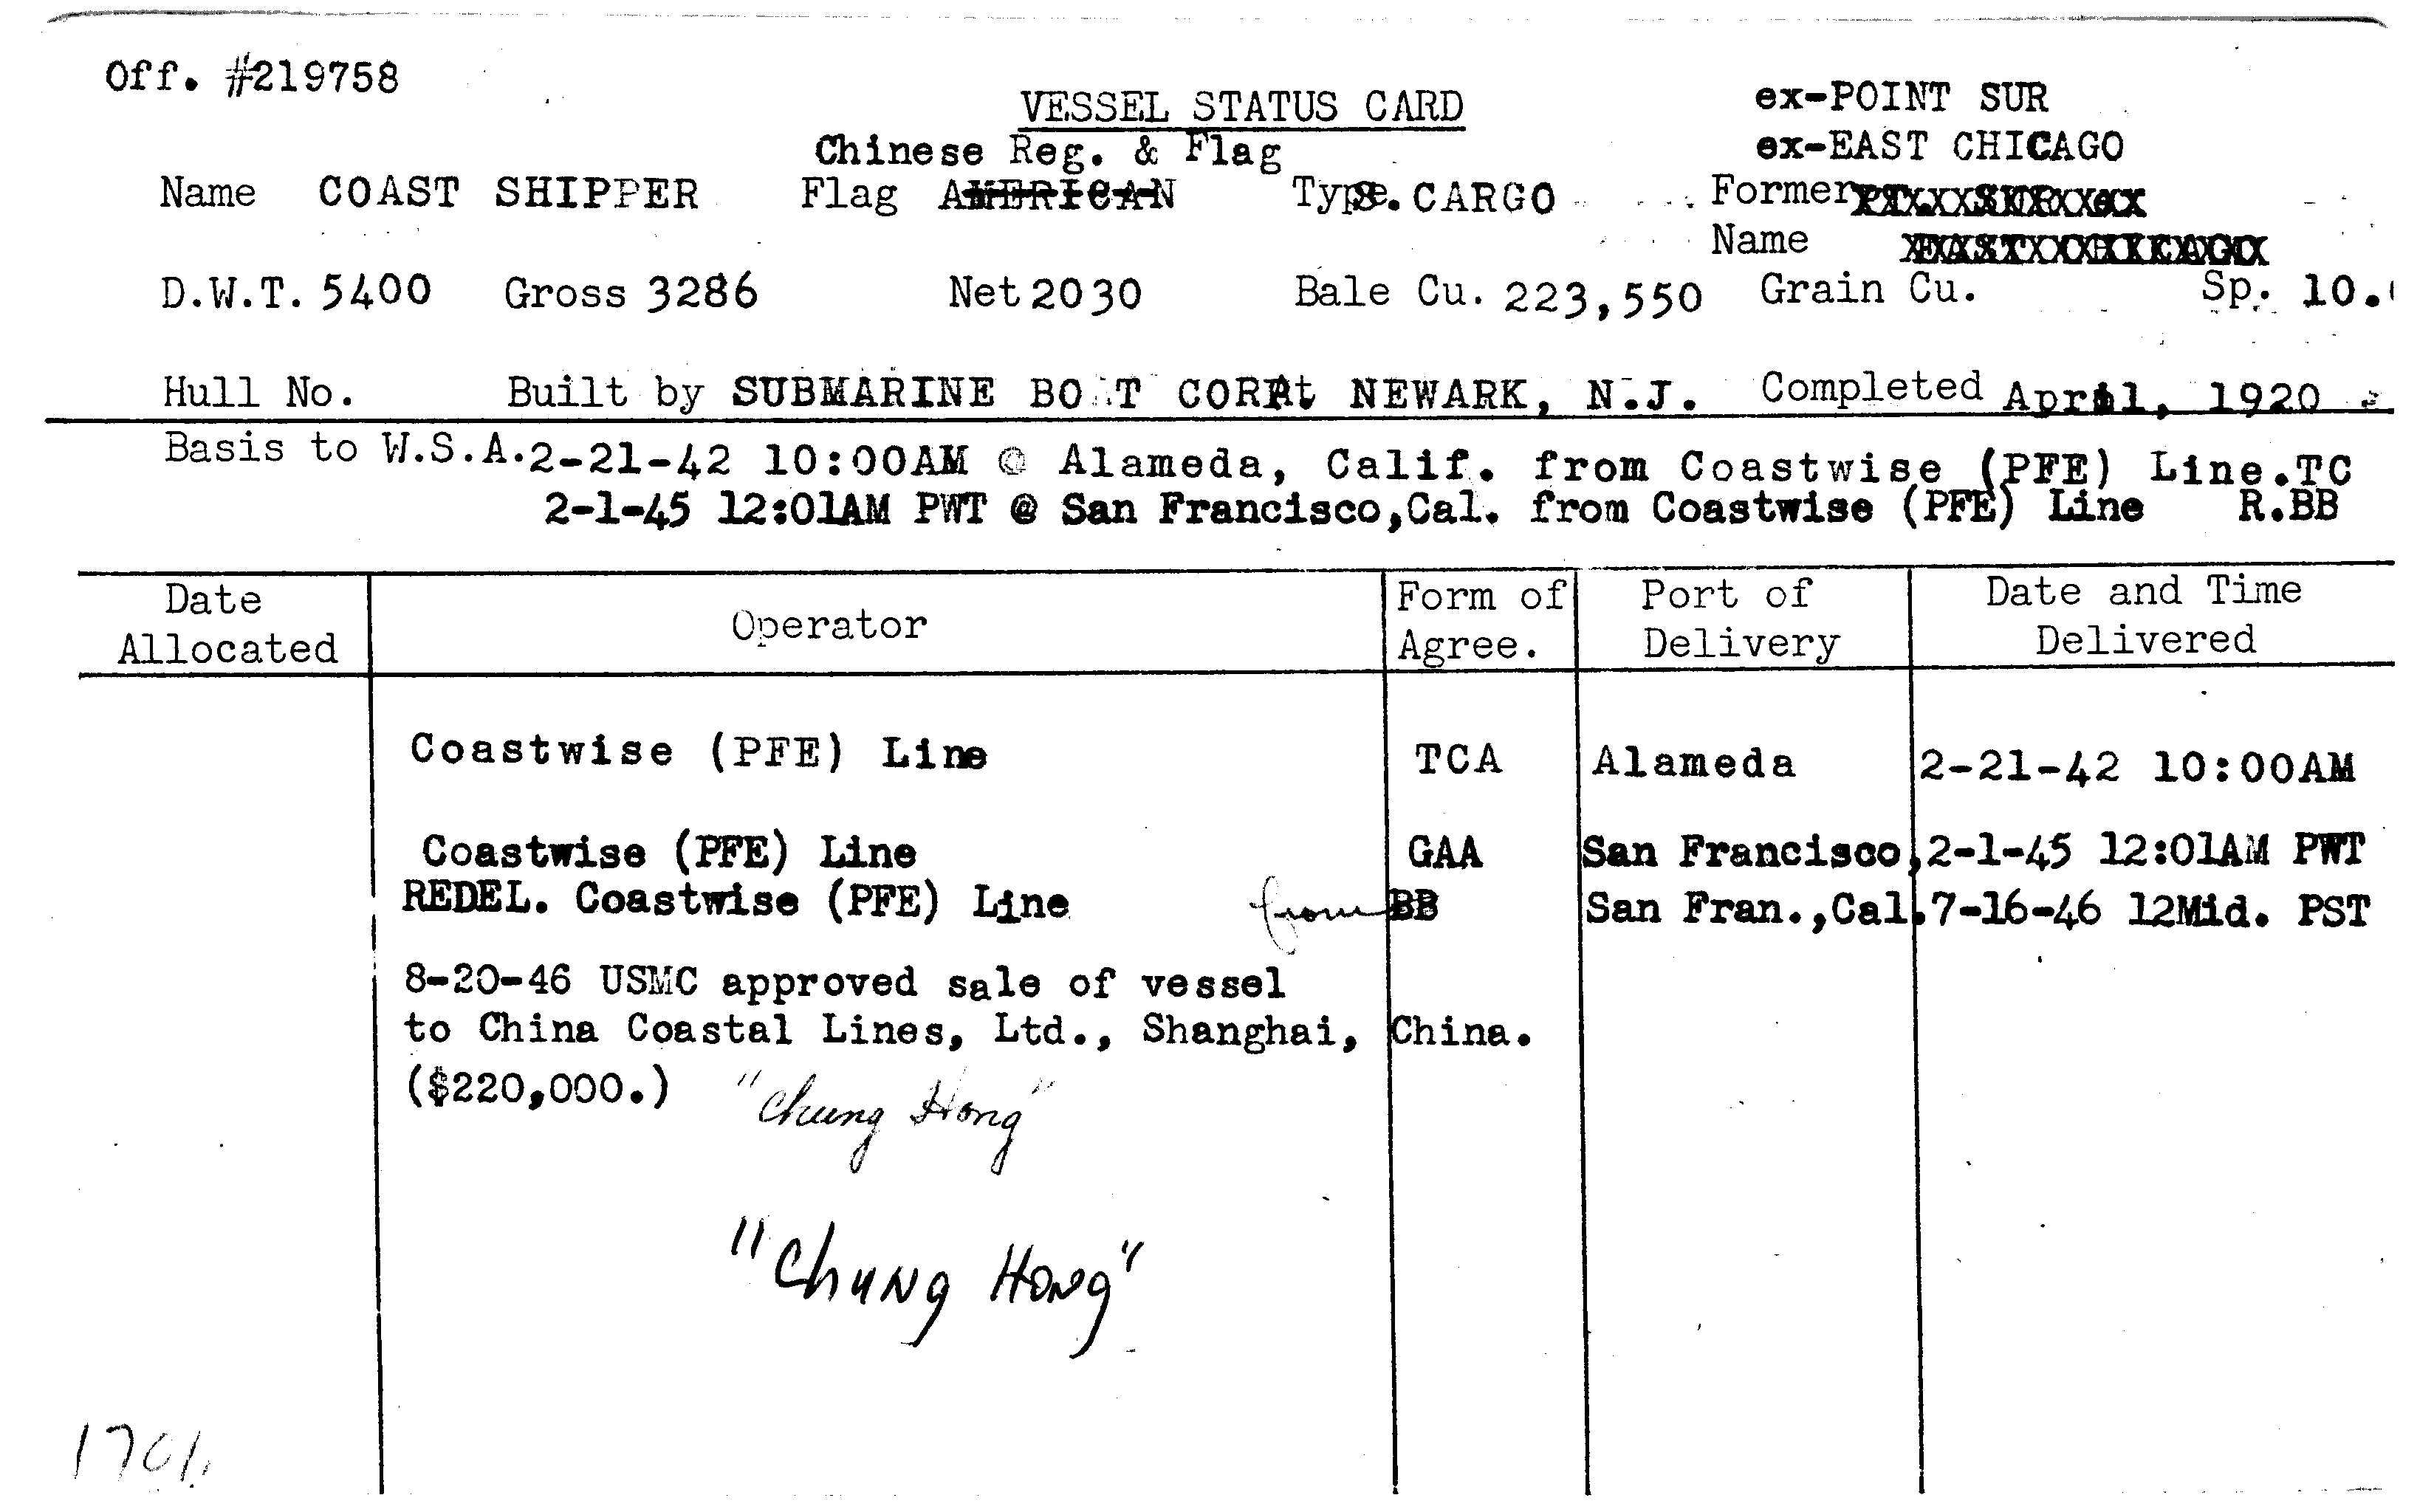 Off. #219758
VESSEL STATUS CARD
ex-POINT SUR
ex-EAST CHICAGO
Chinese Reg. & Flag
Name COAST SHIPPER Flag AMERICAN Type S. CARGO Former PT. SUR ex
Name EAST CHICAGO
D.W.T. 5400 Gross 3286 Net 2030 Bale Cu. 223,550 Grain Cu. Sp. 10.
Hull No. Built by SUBMARINE BO T CORP At NEWARK, N.J. Completed April, 1920
Basis to W.S.A. 2-21-42 10:00AM @ Alameda, Calif. from Coastwise (PFE) Line.TC
2-1-45 12:01AM PWT @ San Francisco,Cal. from Coastwise (PFE) Line R.BB
Date Allocated Operator Form of Agree. Port of Delivery Date and Time Delivered
Coastwise (PFE) Line TCA Alameda 2-21-42 10:00AM
Coastwise (PFE) Line GAA San Francisco, 2-1-45 12:01AM PWT
REDEL. Coastwise (PFE) Line from BB San Fran.,Cal. 7-16-46 12Mid. PST
8-20-46 USMC approved sale of vessel
to China Coastal Lines, Ltd., Shanghai, China.
($220,000.) "Chung Hong"
"Chung Hong"